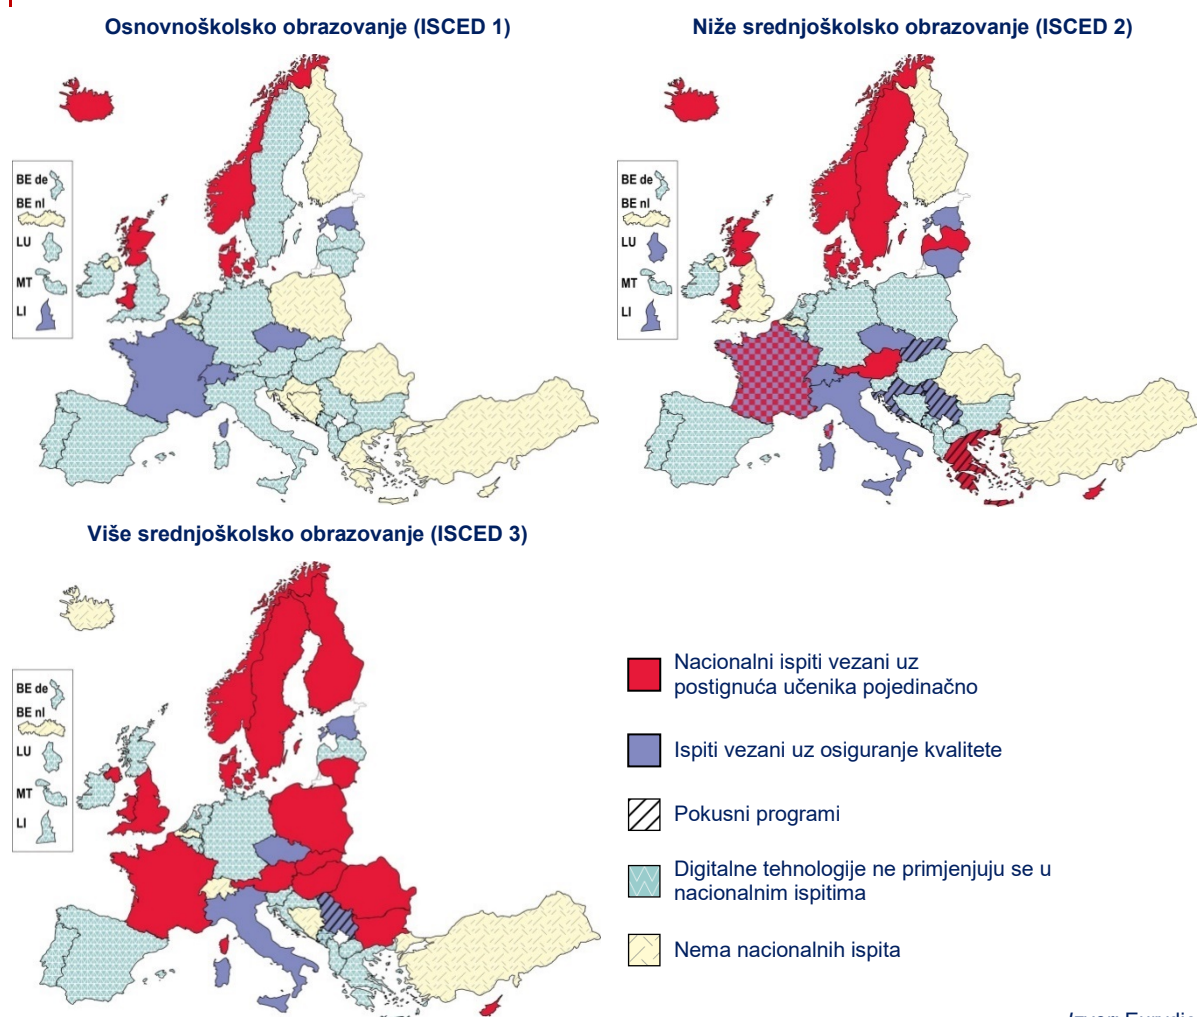 Osnovnoškolsko obrazovanje (ISCED 1)
Niže srednjoškolsko obrazovanje (ISCED 2)
BE de
BE nl
LU
MT
LI
BE de
BE nl
LU
MT
LI
Više srednjoškolsko obrazovanje (ISCED 3)
BE de
BE nl
LU
MT
LI
Nacionalni ispiti vezani uz
postignuća učenika pojedinačno
Ispiti vezani uz osiguranje kvalitete
Pokusni programi
Digitalne tehnologije ne primjenjuju se u
nacionalnim ispitima
Nema nacionalnih ispita